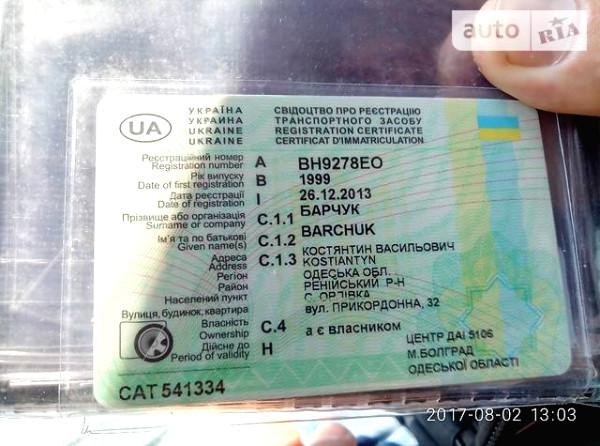 auto RIA
УКРАЇНА СВІДОЦТВО ПРО РЕЄСТРАЦІЮ
УКРАИНА ТРАНСПОРТНОГО ЗАСОБУ
UKRAINE REGISTRATION CERTIFICATE
UKRAINE CERTIFICAT D'IMMATRICULATION
UA
Реєстраційний номер
Registration number A BH9278EO
Рік випуску
Date of first registration B 1999
Дата реєстрації
Date of registration I 26.12.2013
Прізвище або організація
Surname or company C.1.1 БАРЧУК
BARCHUK
Ім'я та по батькові
Given name(s) C.1.2 КОСТЯНТИН ВАСИЛЬОВИЧ
KOSTIANTYN
Адреса
Address C.1.3 ОДЕСЬКА ОБЛ.
Регіон
Район РЕНІЙСЬКИЙ Р-Н
Населений пункт С. ОРЛІВКА
Вулиця, будинок, квартира вул. ПРИКОРДОННА, 32
Власність
Ownership C.4 а є власником
Дійсне до
Period of validity H
ЦЕНТР ДАІ 5106
М.БОЛГРАД
ОДЕСЬКОЇ ОБЛАСТІ
CAT 541334
2017-08-02 13:03